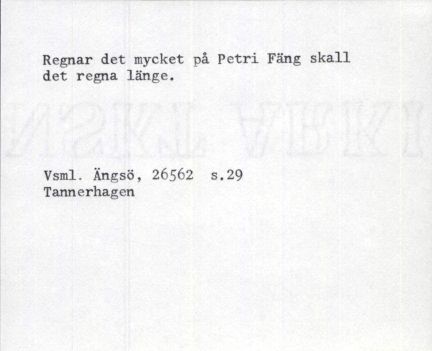 Regnar det mycket på Petri Fäng skall
det regna länge.
Vsml. Ängsö, 26562 s.29
Tannerhagen